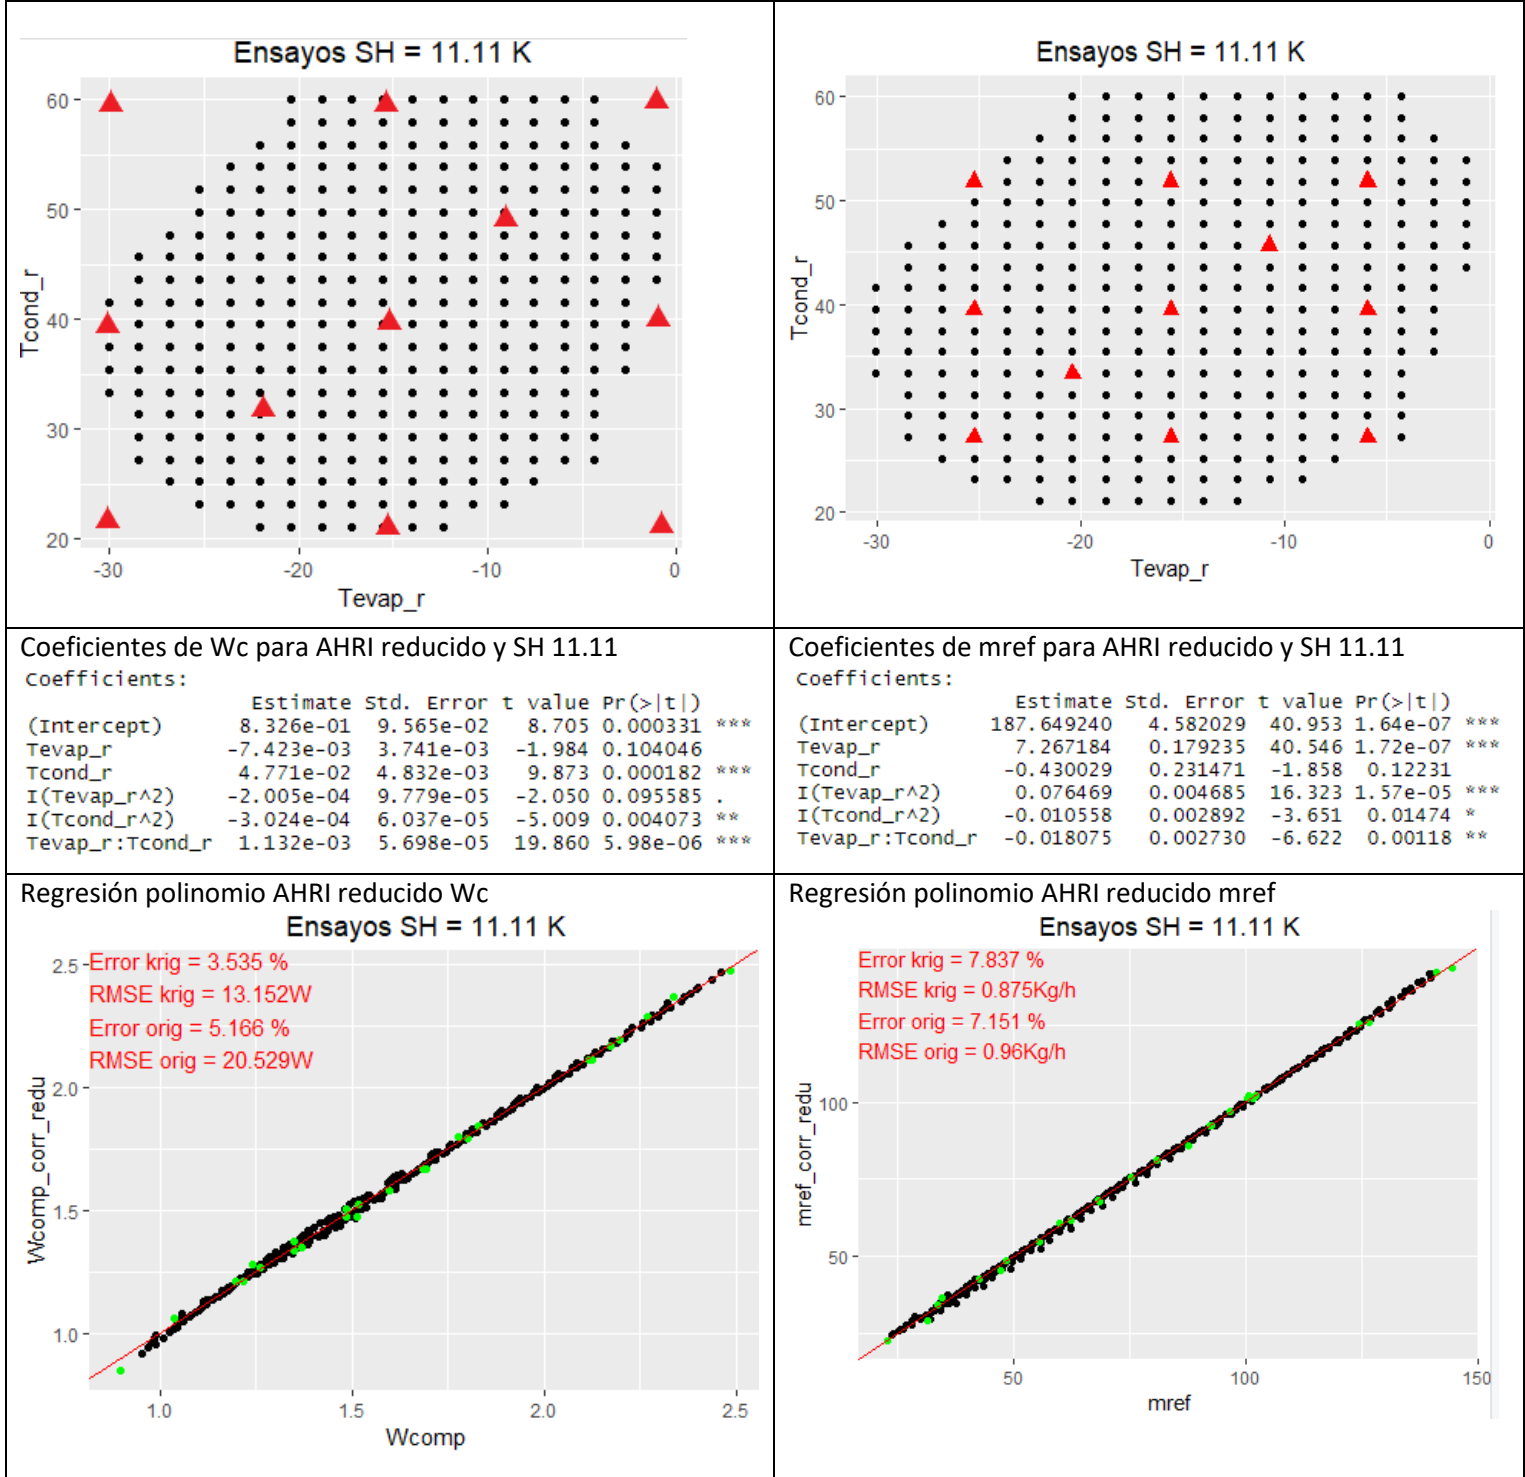 Ensayos SH = 11.11 K
60
50
40
30
20
Tcond_r
-30 -20 -10 0
Tevap_r
Ensayos SH = 11.11 K
60
50
40
30
20
Tcond_r
-30 -20 -10 0
Tevap_r
Coeficientes de Wc para AHRI reducido y SH 11.11
Coefficients:
Estimate Std. Error t value Pr(>|t|)
(Intercept) 8.326e-01 9.565e-02 8.705 0.000331 ***
Tevap_r -7.423e-03 3.741e-03 -1.984 0.104046
Tcond_r 4.771e-02 4.832e-03 9.873 0.000182 ***
I(Tevap_r^2) -2.005e-04 9.779e-05 -2.050 0.095585 .
I(Tcond_r^2) -3.024e-04 6.037e-05 -5.009 0.004073 **
Tevap_r:Tcond_r 1.132e-03 5.698e-05 19.860 5.98e-06 ***
Coeficientes de mref para AHRI reducido y SH 11.11
Coefficients:
Estimate Std. Error t value Pr(>|t|)
(Intercept) 187.649240 4.582029 40.953 1.64e-07 ***
Tevap_r 7.267184 0.179235 40.546 1.72e-07 ***
Tcond_r -0.430029 0.231471 -1.858 0.12231
I(Tevap_r^2) 0.076469 0.004685 16.323 1.57e-05 ***
I(Tcond_r^2) -0.010558 0.002892 -3.651 0.01474 *
Tevap_r:Tcond_r -0.018075 0.002730 -6.622 0.00118 **
Regresión polinomio AHRI reducido Wc
Ensayos SH = 11.11 K
Error krig = 3.535 %
RMSE krig = 13.152W
Error orig = 5.166 %
RMSE orig = 20.529W
2.5
2.0
1.5
1.0
Wcomp_corr_redu
1.0 1.5 2.0 2.5
Wcomp
Regresión polinomio AHRI reducido mref
Ensayos SH = 11.11 K
Error krig = 7.837 %
RMSE krig = 0.875Kg/h
Error orig = 7.151 %
RMSE orig = 0.96Kg/h
100
50
mref_corr_redu
50 100 150
mref